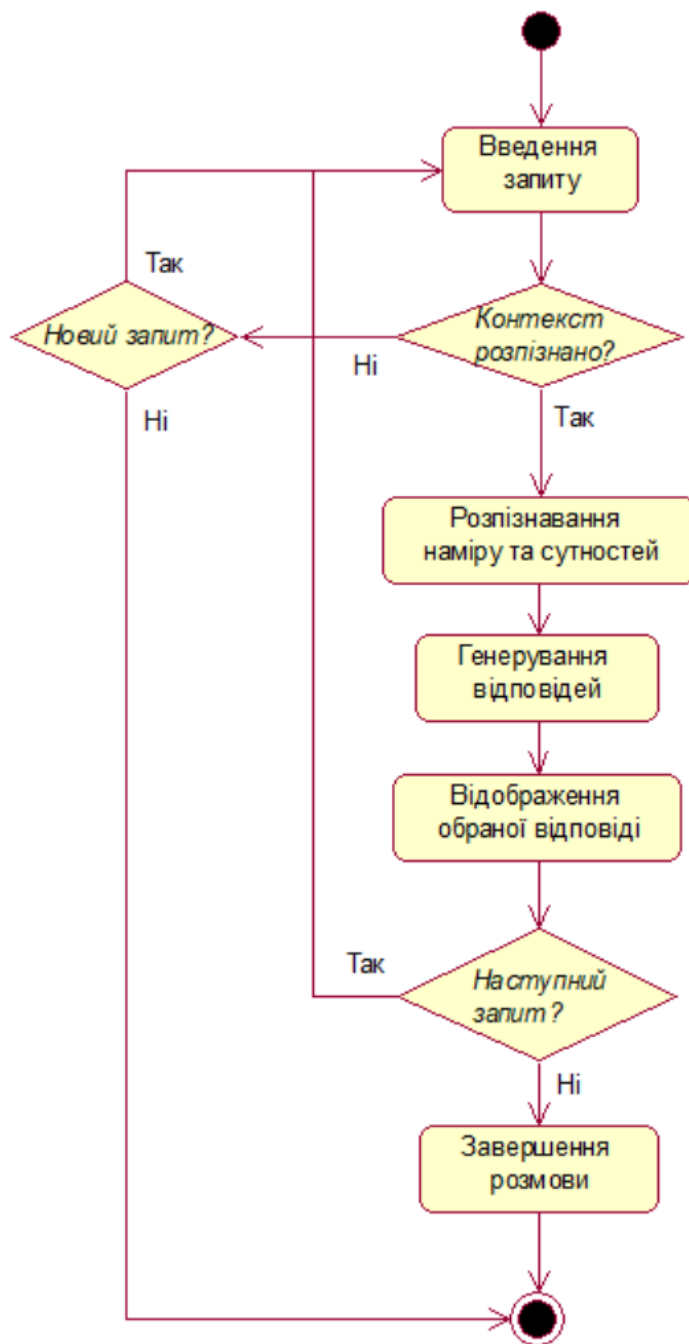 Введення
запиту
Так
Новий запит?
Контекст
розпізнано?
Ні
Ні
Так
Розпізнавання
наміру та сутностей
Генерування
відповідей
Відображення
обраної відповіді
Так
Наступний
запит?
Ні
Завершення
розмови